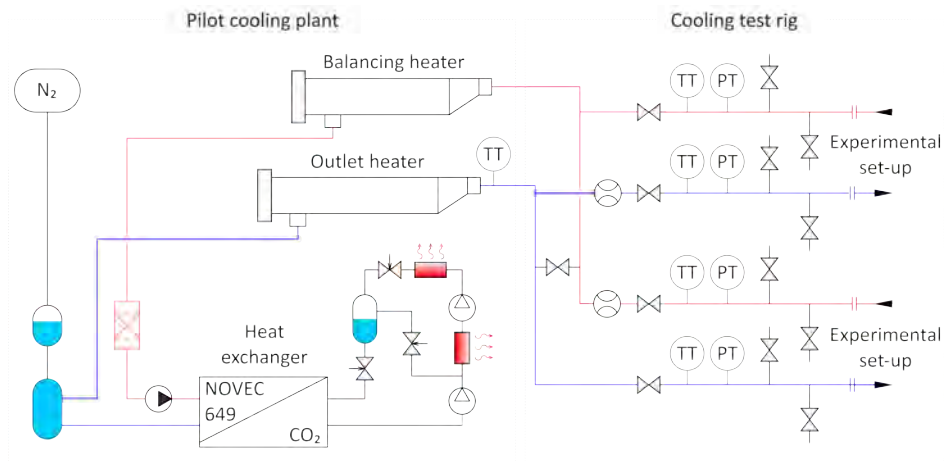 Pilot cooling plant
Cooling test rig
Balancing heater
N₂
TT
PT
Outlet heater
TT
Experimental
set-up
TT
PT
Heat
exchanger
TT
PT
Experimental
set-up
NOVEC
649
CO₂
TT
PT